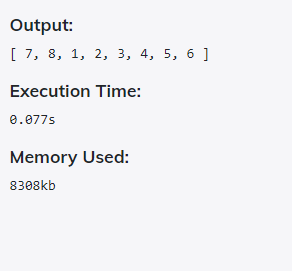 Output:
[ 7, 8, 1, 2, 3, 4, 5, 6 ]
Execution Time:
0.077s
Memory Used:
8308kb